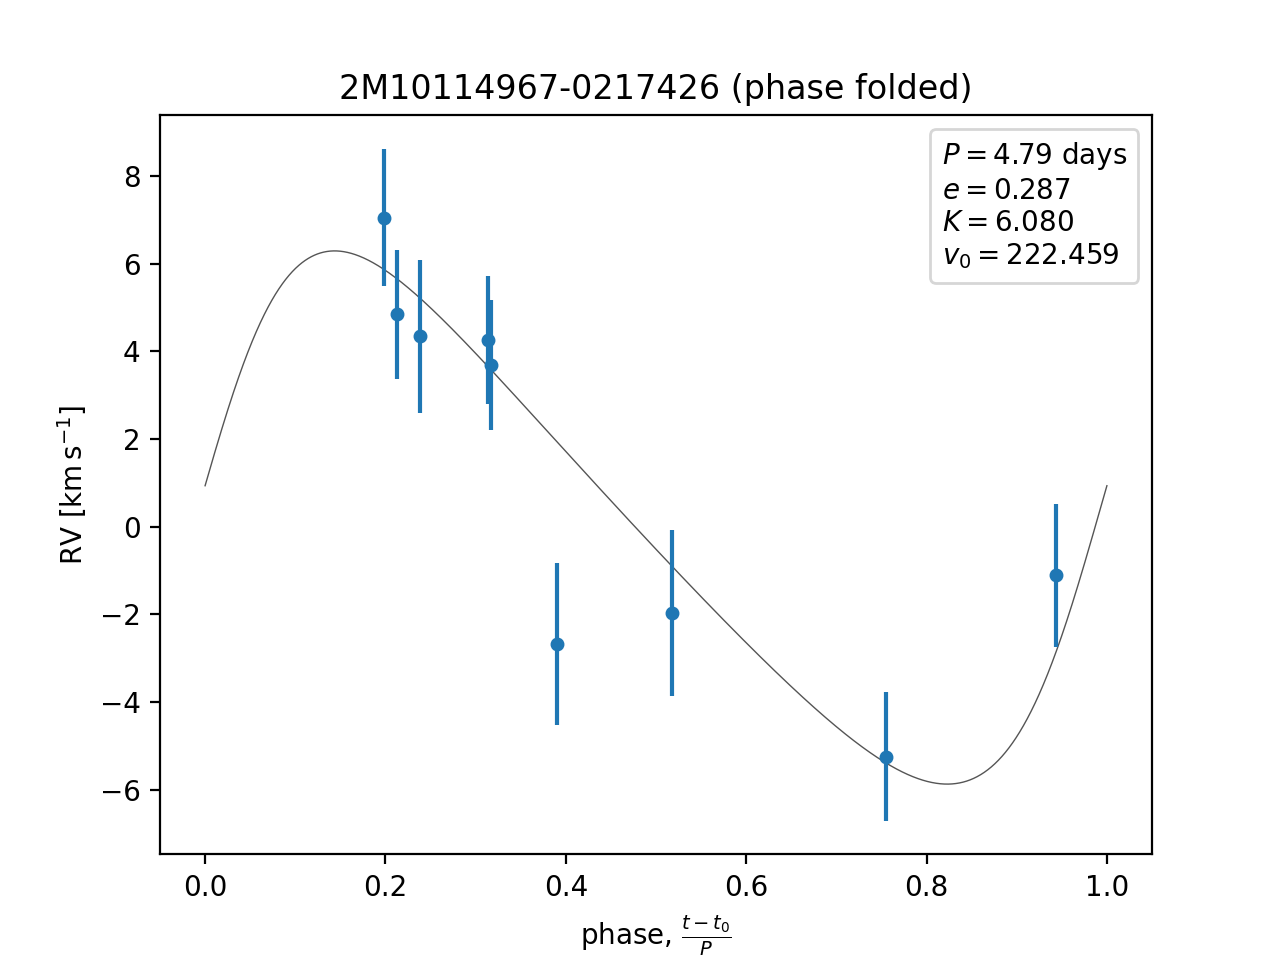 2M10114967-0217426 (phase folded)
P = 4.79 days
e = 0.287
K = 6.080
v₀ = 222.459
RV [km s⁻¹]
8
6
4
2
0
−2
−4
−6
0.0 0.2 0.4 0.6 0.8 1.0
phase, (t − t₀)/P